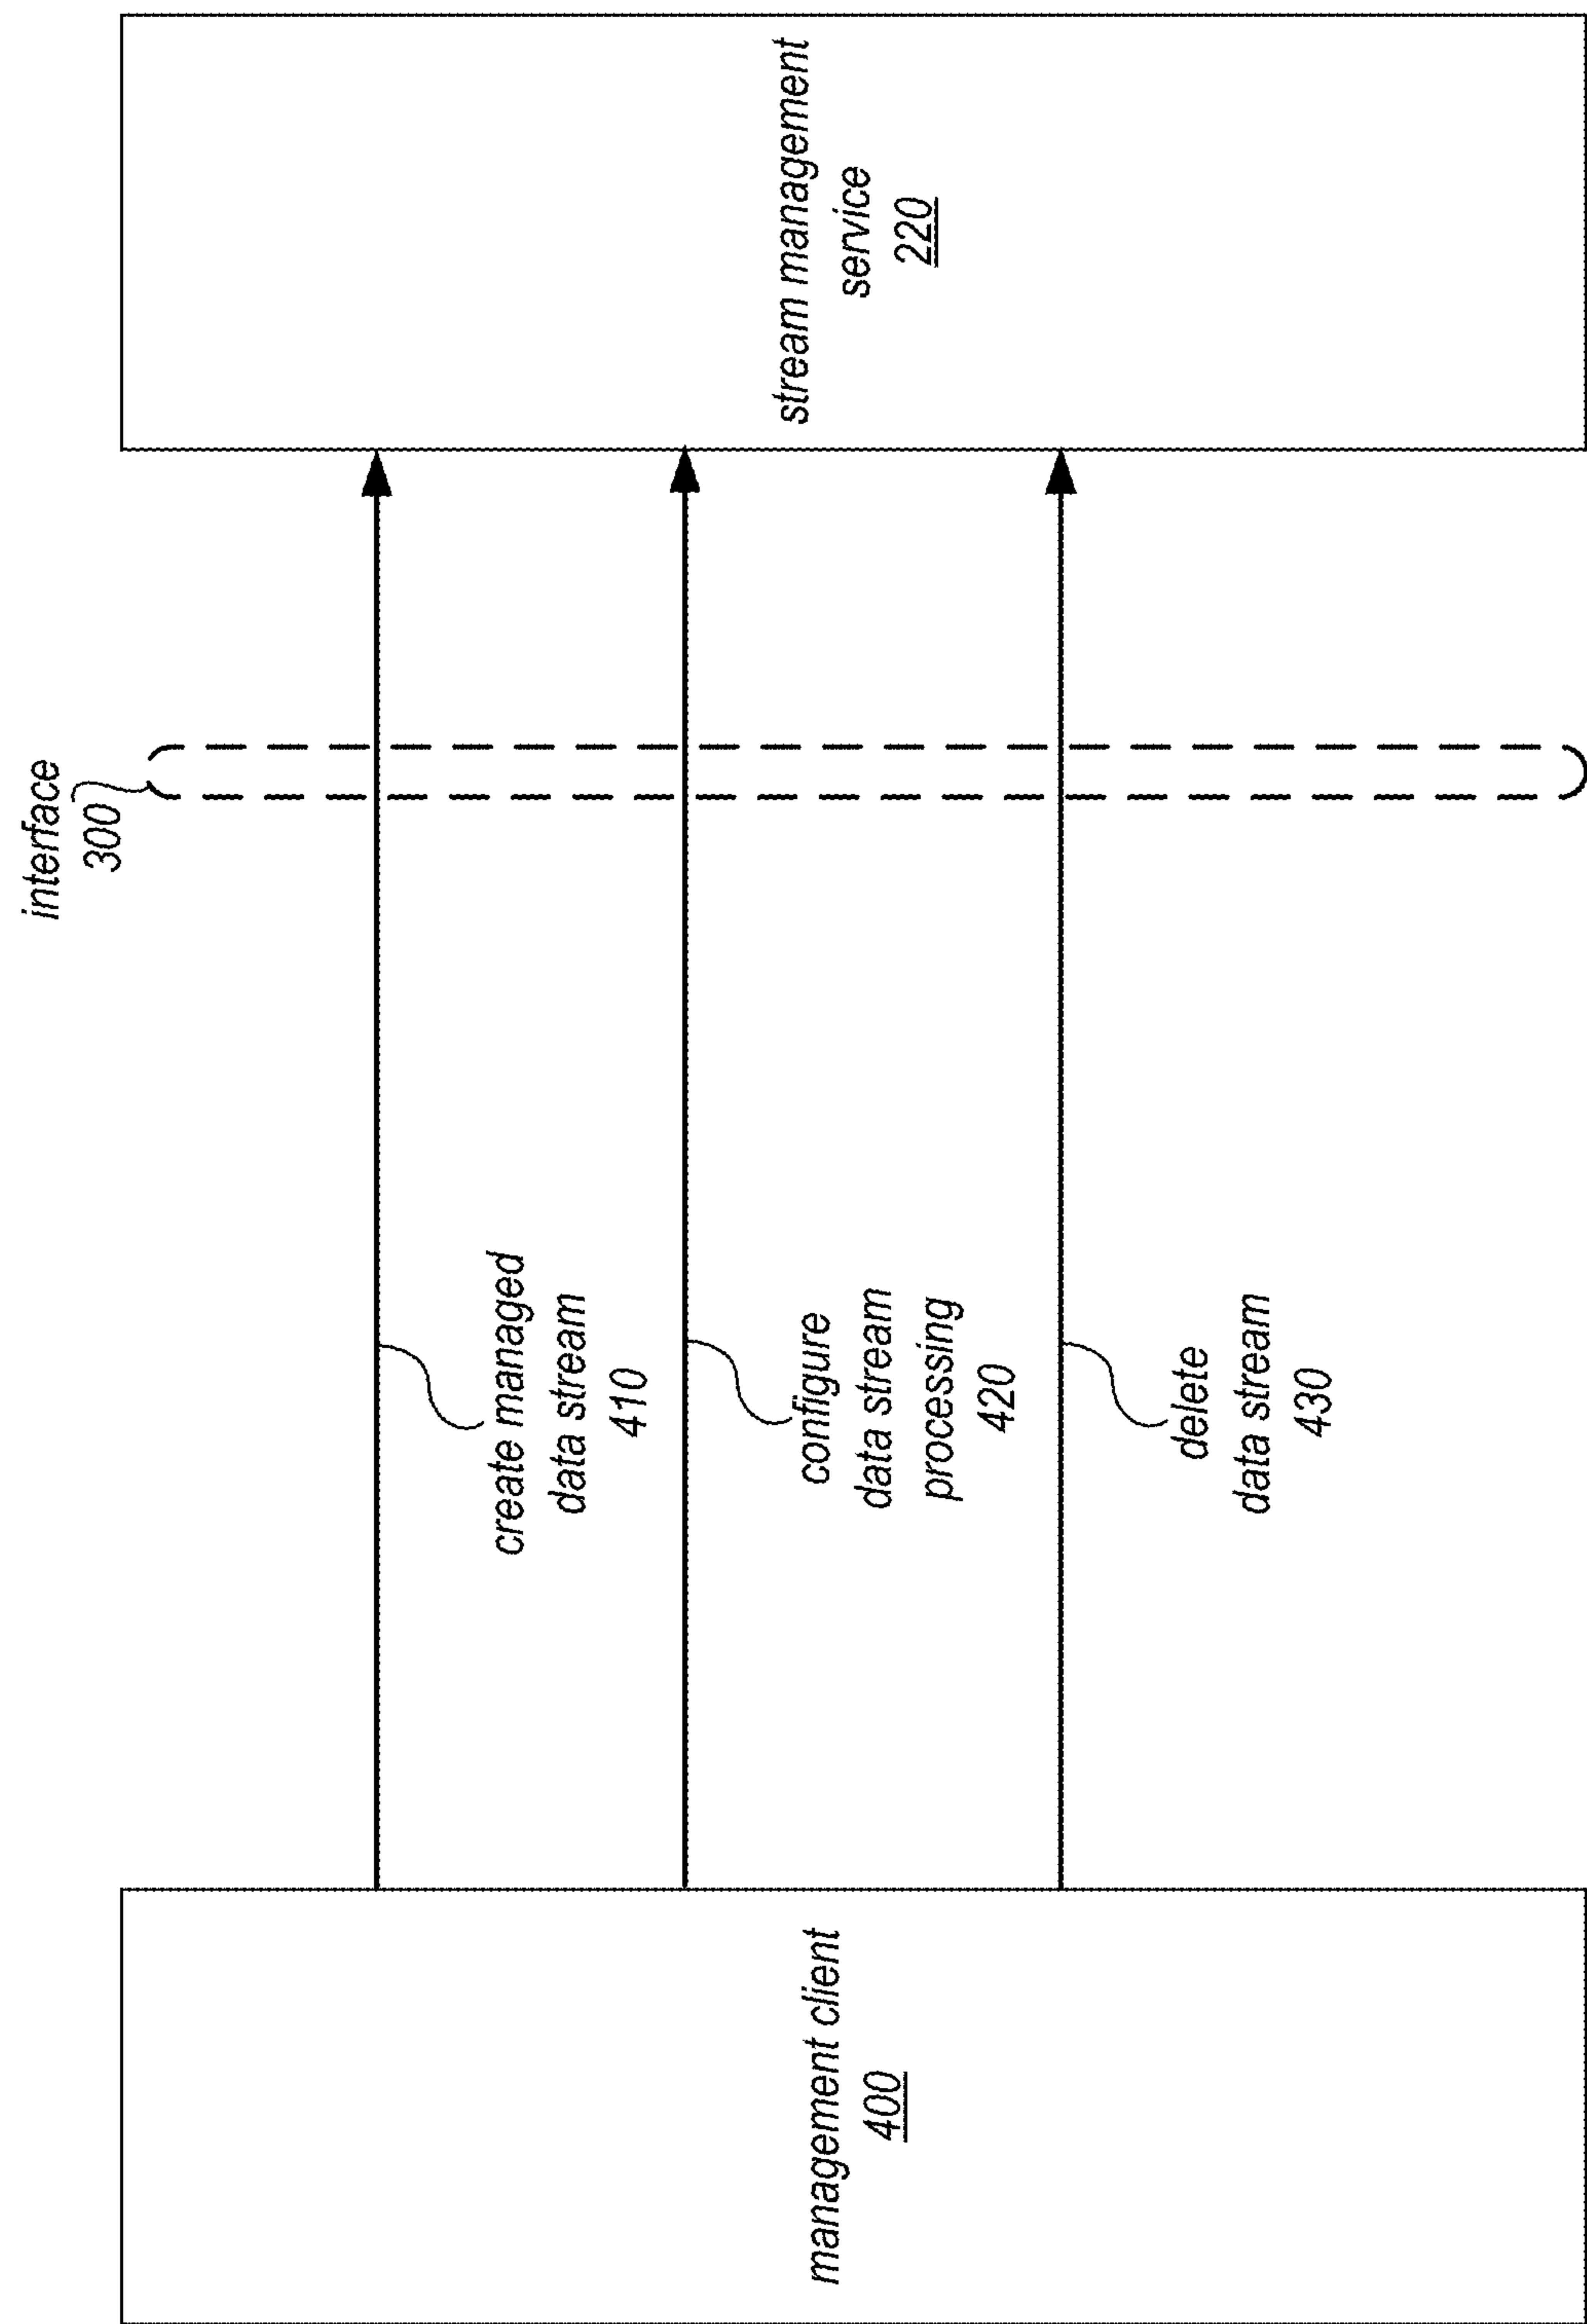 interface
300
management client
400
create managed
data stream
410
configure
data stream
processing
420
delete
data stream
430
stream management
service
220